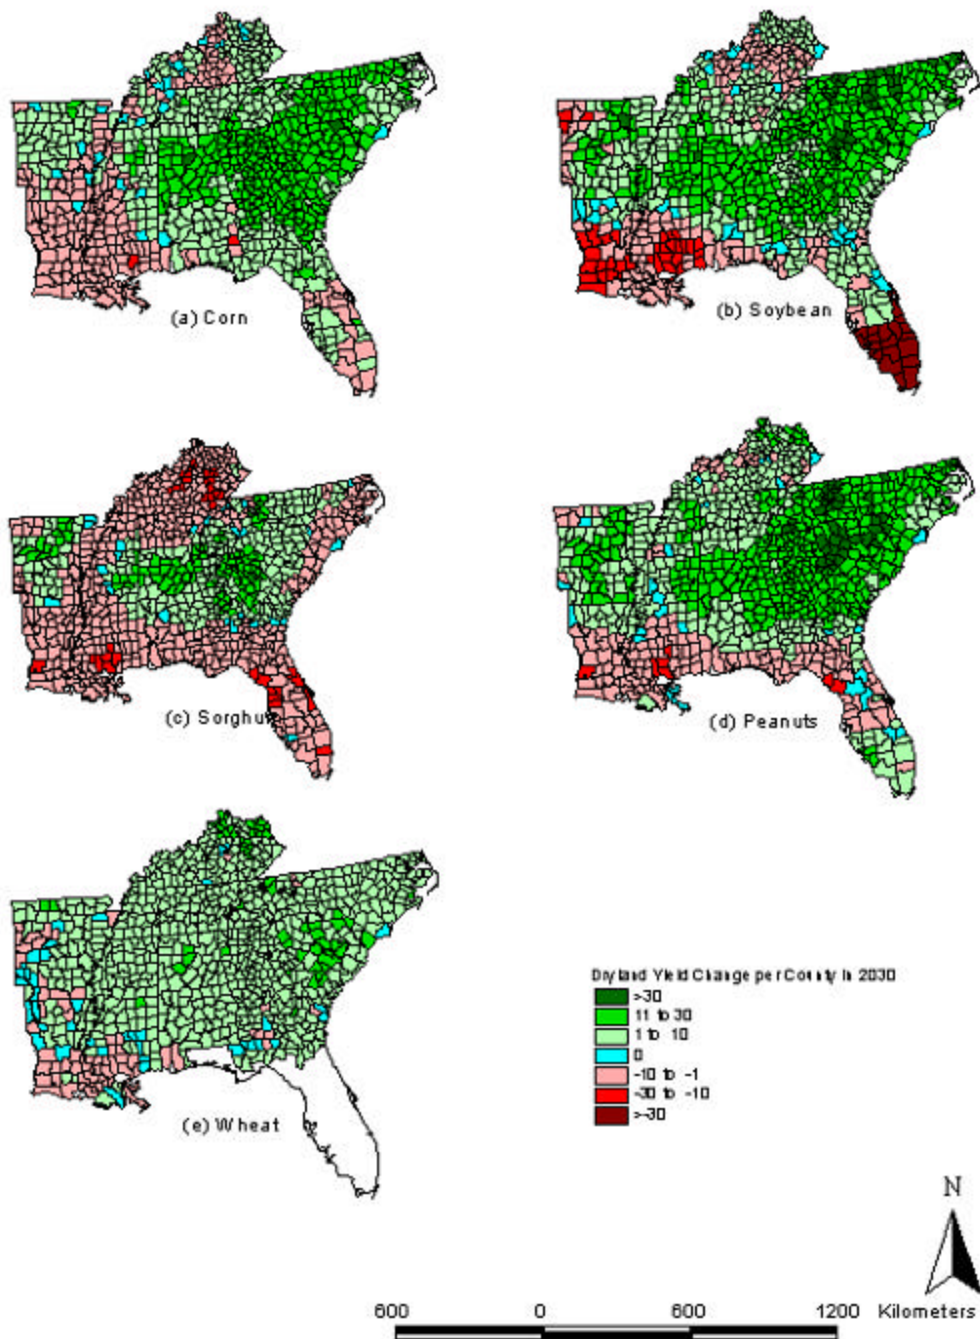 (a) Corn
(b) Soybean
(c) Sorghum
(d) Peanuts
(e) Wheat
Dryland Yield Change per County in 2030
>30
11 to 30
1 to 10
0
-10 to -1
-30 to -10
>-30
N
600 0 600 1200 Kilometers